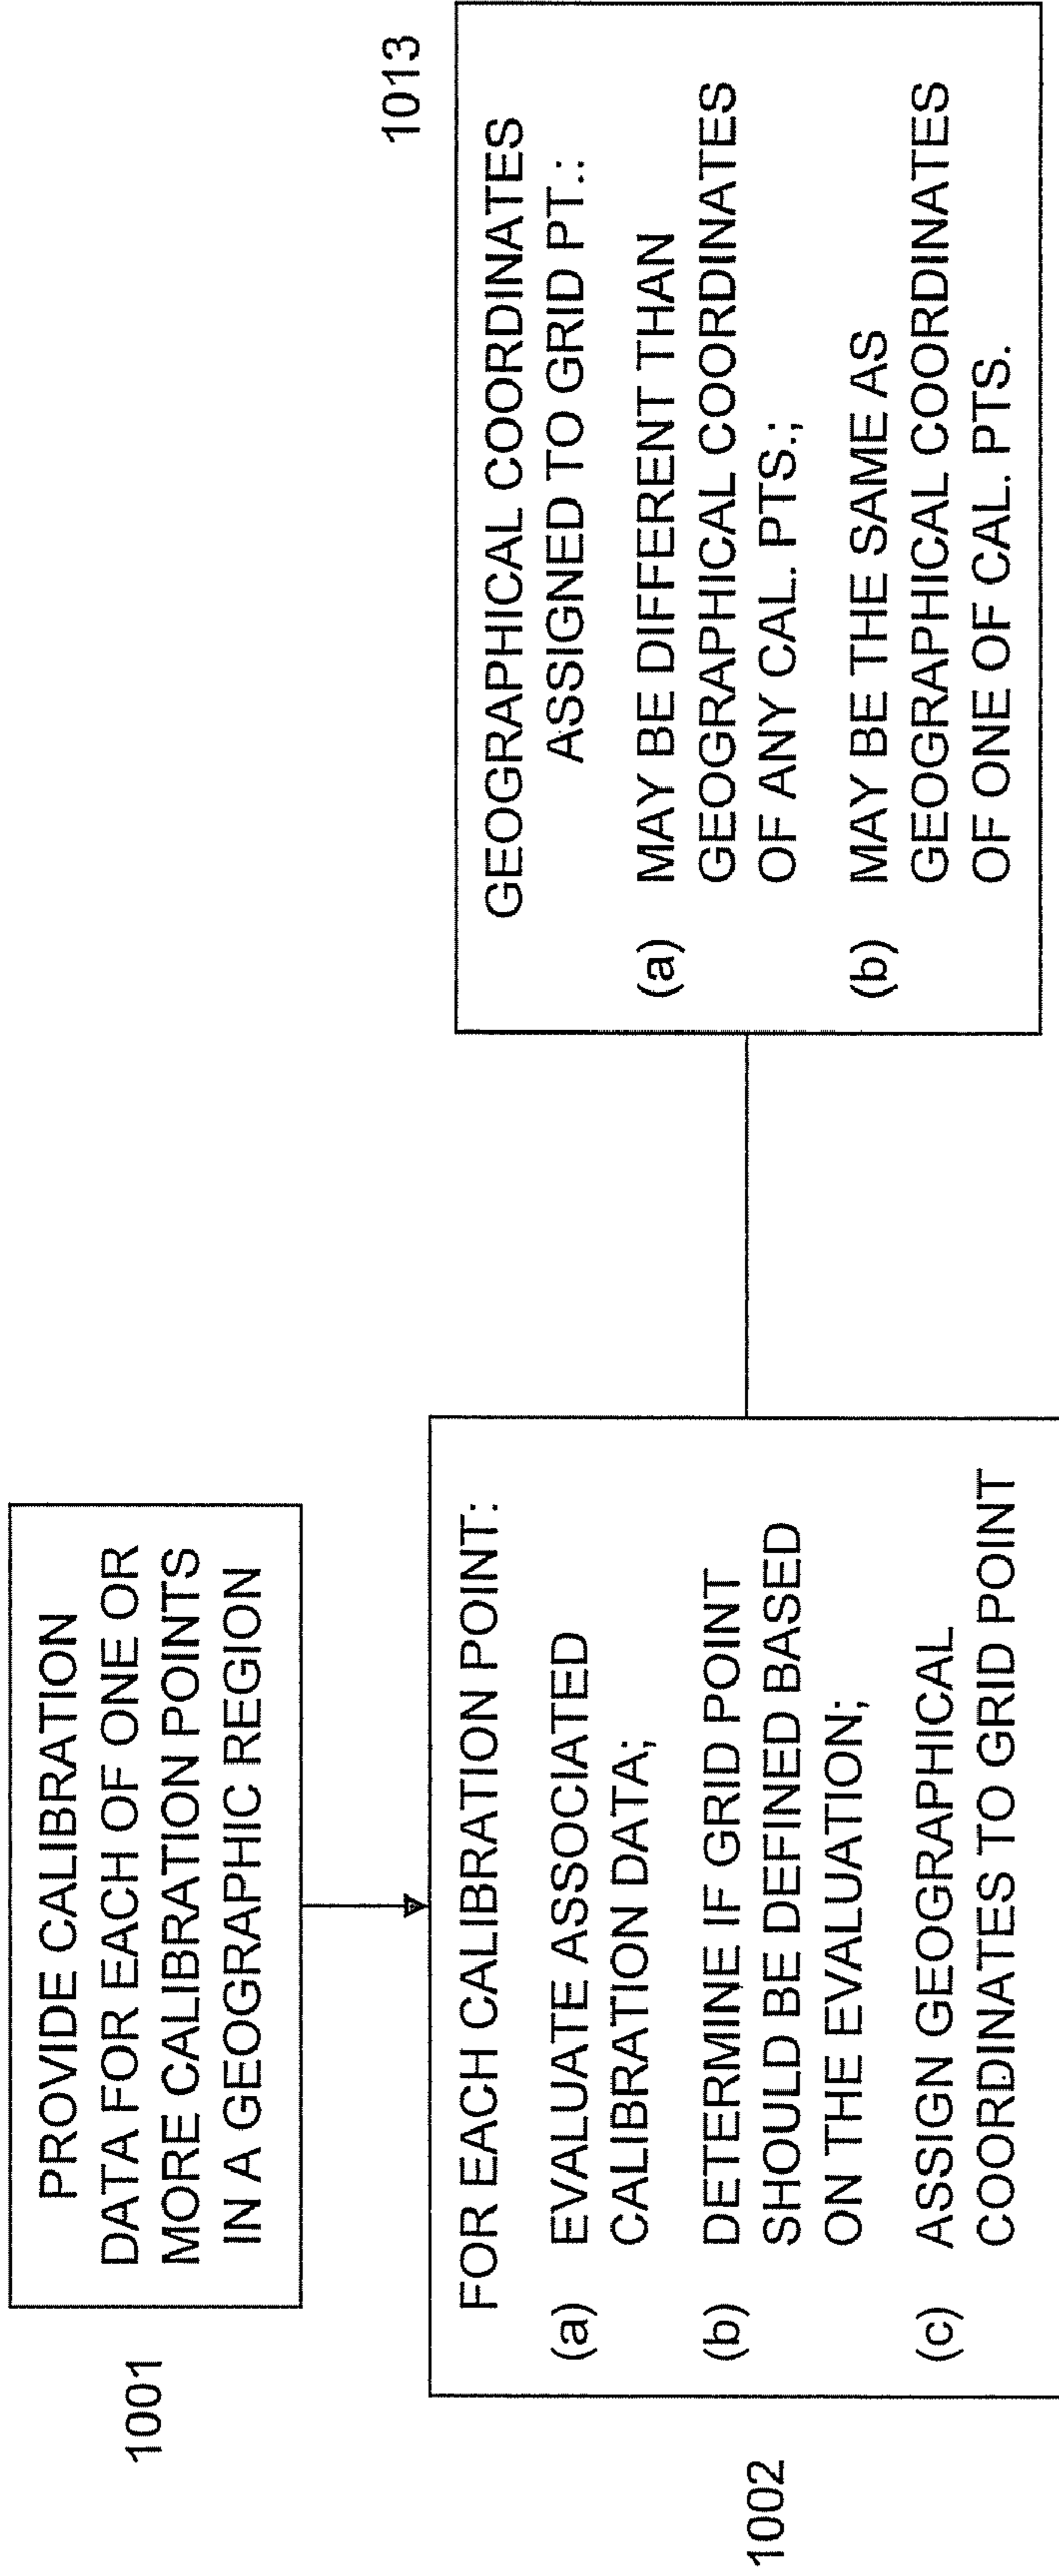 1001
PROVIDE CALIBRATION
DATA FOR EACH OF ONE OR
MORE CALIBRATION POINTS
IN A GEOGRAPHIC REGION
1002
FOR EACH CALIBRATION POINT:
(a) EVALUATE ASSOCIATED
CALIBRATION DATA;
(b) DETERMINE IF GRID POINT
SHOULD BE DEFINED BASED
ON THE EVALUATION;
(c) ASSIGN GEOGRAPHICAL
COORDINATES TO GRID POINT
1013
GEOGRAPHICAL COORDINATES
ASSIGNED TO GRID PT.:
(a) MAY BE DIFFERENT THAN
GEOGRAPHICAL COORDINATES
OF ANY CAL. PTS.;
(b) MAY BE THE SAME AS
GEOGRAPHICAL COORDINATES
OF ONE OF CAL. PTS.